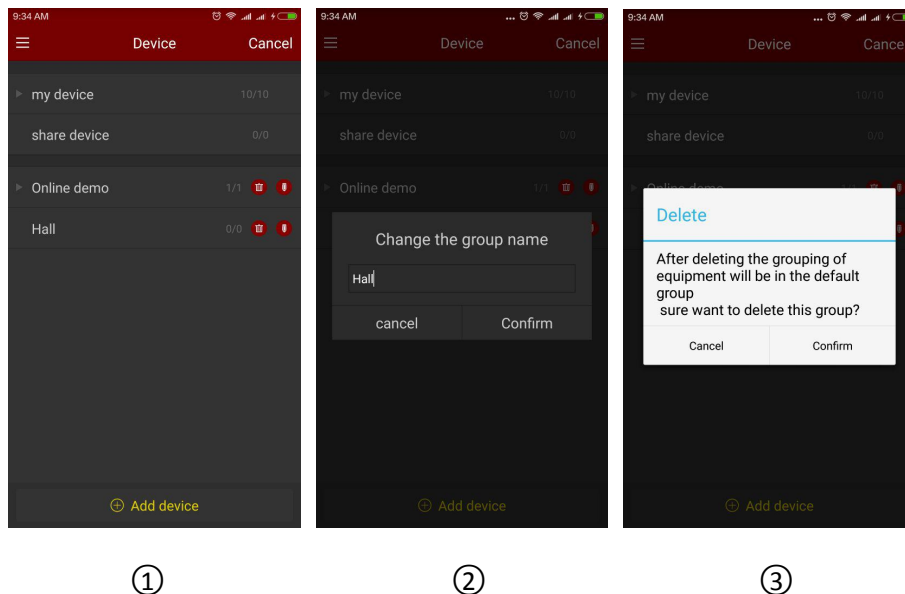 9:34 AM
Device
Cancel
my device
10/10
share device
0/0
Online demo
1/1
Hall
0/0
Add device
①
9:34 AM
Device
Cancel
my device
10/10
share device
0/0
Online demo
1/1
Change the group name
Hall
cancel
Confirm
Add device
②
9:34 AM
Device
Cance
my device
10/10
share device
0/0
Online demo
Delete
After deleting the grouping of
equipment will be in the default
group
sure want to delete this group?
Cancel
Confirm
Add device
③